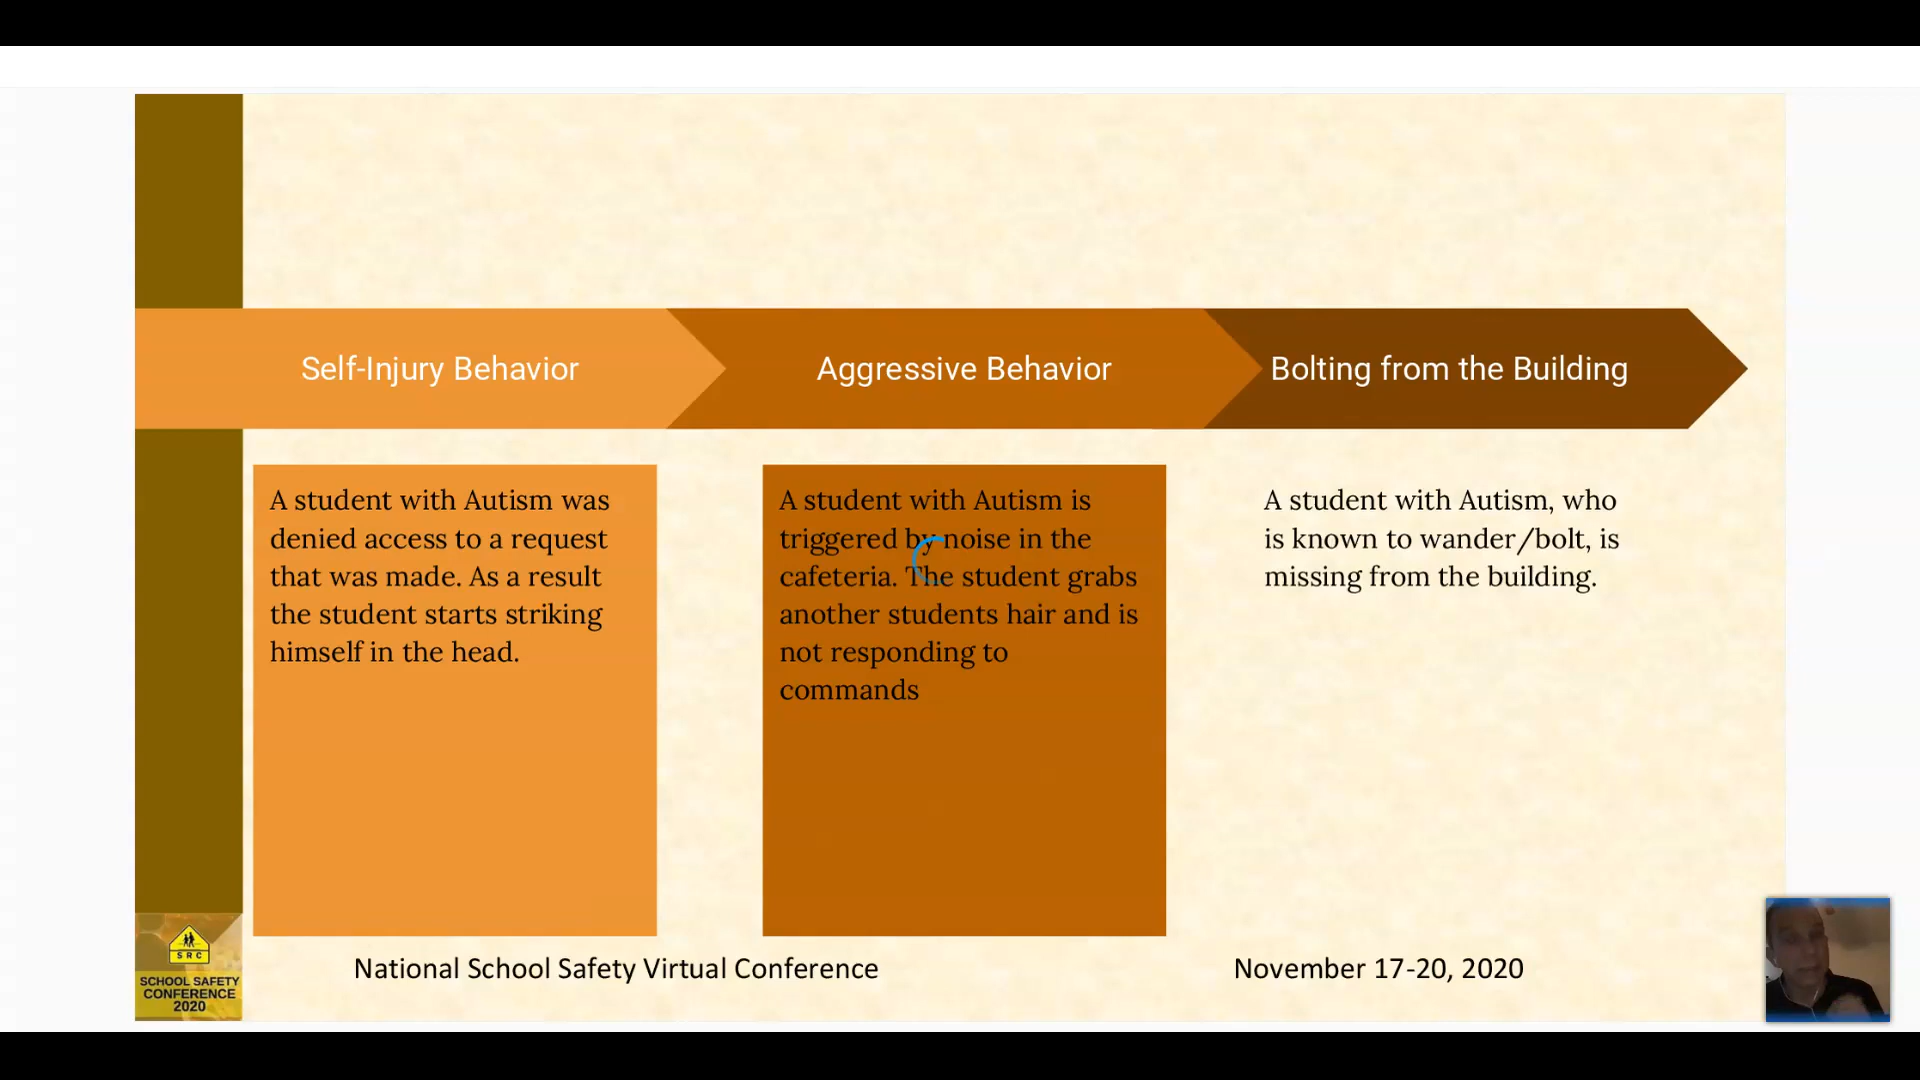 Self-Injury Behavior
Aggressive Behavior
Bolting from the Building
A student with Autism was
denied access to a request
that was made. As a result
the student starts striking
himself in the head.
A student with Autism is
triggered by noise in the
cafeteria. The student grabs
another students hair and is
not responding to
commands
A student with Autism, who
is known to wander/bolt, is
missing from the building.
SRC
SCHOOL SAFETY
CONFERENCE
2020
National School Safety Virtual Conference
November 17-20, 2020